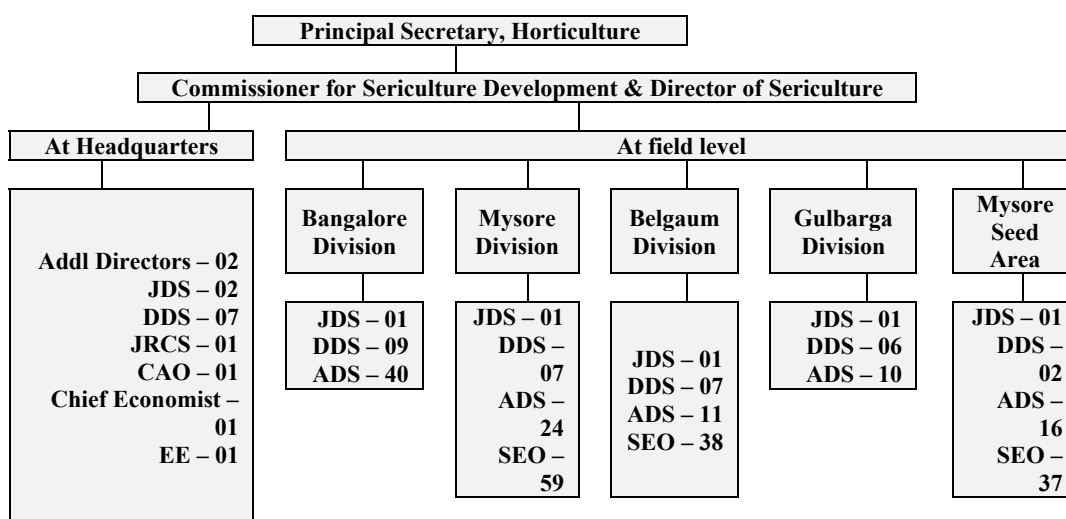 Principal Secretary, Horticulture
Commissioner for Sericulture Development & Director of Sericulture
At Headquarters
At field level
Addl Directors – 02
JDS – 02
DDS – 07
JRCS – 01
CAO – 01
Chief Economist –
01
EE – 01
Bangalore
Division
JDS – 01
DDS – 09
ADS – 40
Mysore
Division
JDS – 01
DDS –
07
ADS –
24
SEO –
59
Belgaum
Division
JDS – 01
DDS – 07
ADS – 11
SEO – 38
Gulbarga
Division
JDS – 01
DDS – 06
ADS – 10
Mysore
Seed
Area
JDS – 01
DDS –
02
ADS –
16
SEO –
37